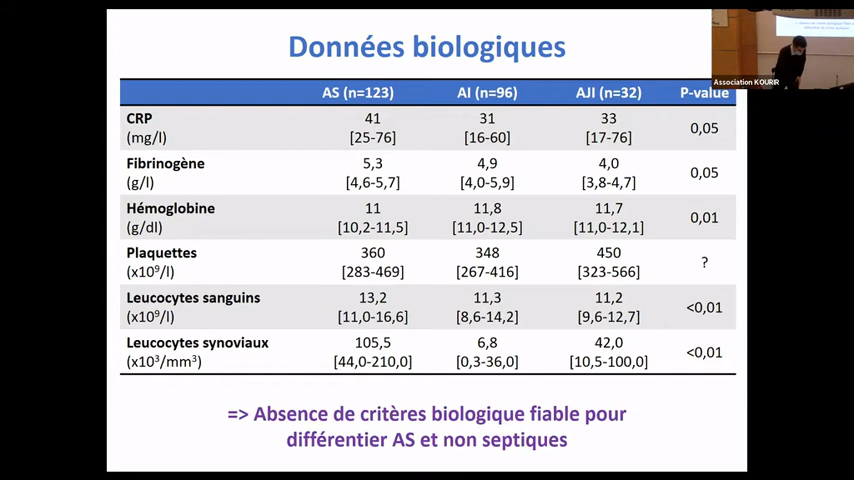 Données biologiques
Association KOURIR
AS (n=123) AI (n=96) AJI (n=32) P-value
CRP 41 31 33
(mg/l) [25-76] [16-60] [17-76] 0,05
Fibrinogène 5,3 4,9 4,0
(g/l) [4,6-5,7] [4,0-5,9] [3,8-4,7] 0,05
Hémoglobine 11 11,8 11,7
(g/dl) [10,2-11,5] [11,0-12,5] [11,0-12,1] 0,01
Plaquettes 360 348 450
(x10⁹/l) [283-469] [267-416] [323-566] ?
Leucocytes sanguins 13,2 11,3 11,2
(x10⁹/l) [11,0-16,6] [8,6-14,2] [9,6-12,7] <0,01
Leucocytes synoviaux 105,5 6,8 42,0
(x10³/mm³) [44,0-210,0] [0,3-36,0] [10,5-100,0] <0,01
=> Absence de critères biologique fiable pour
différentier AS et non septiques